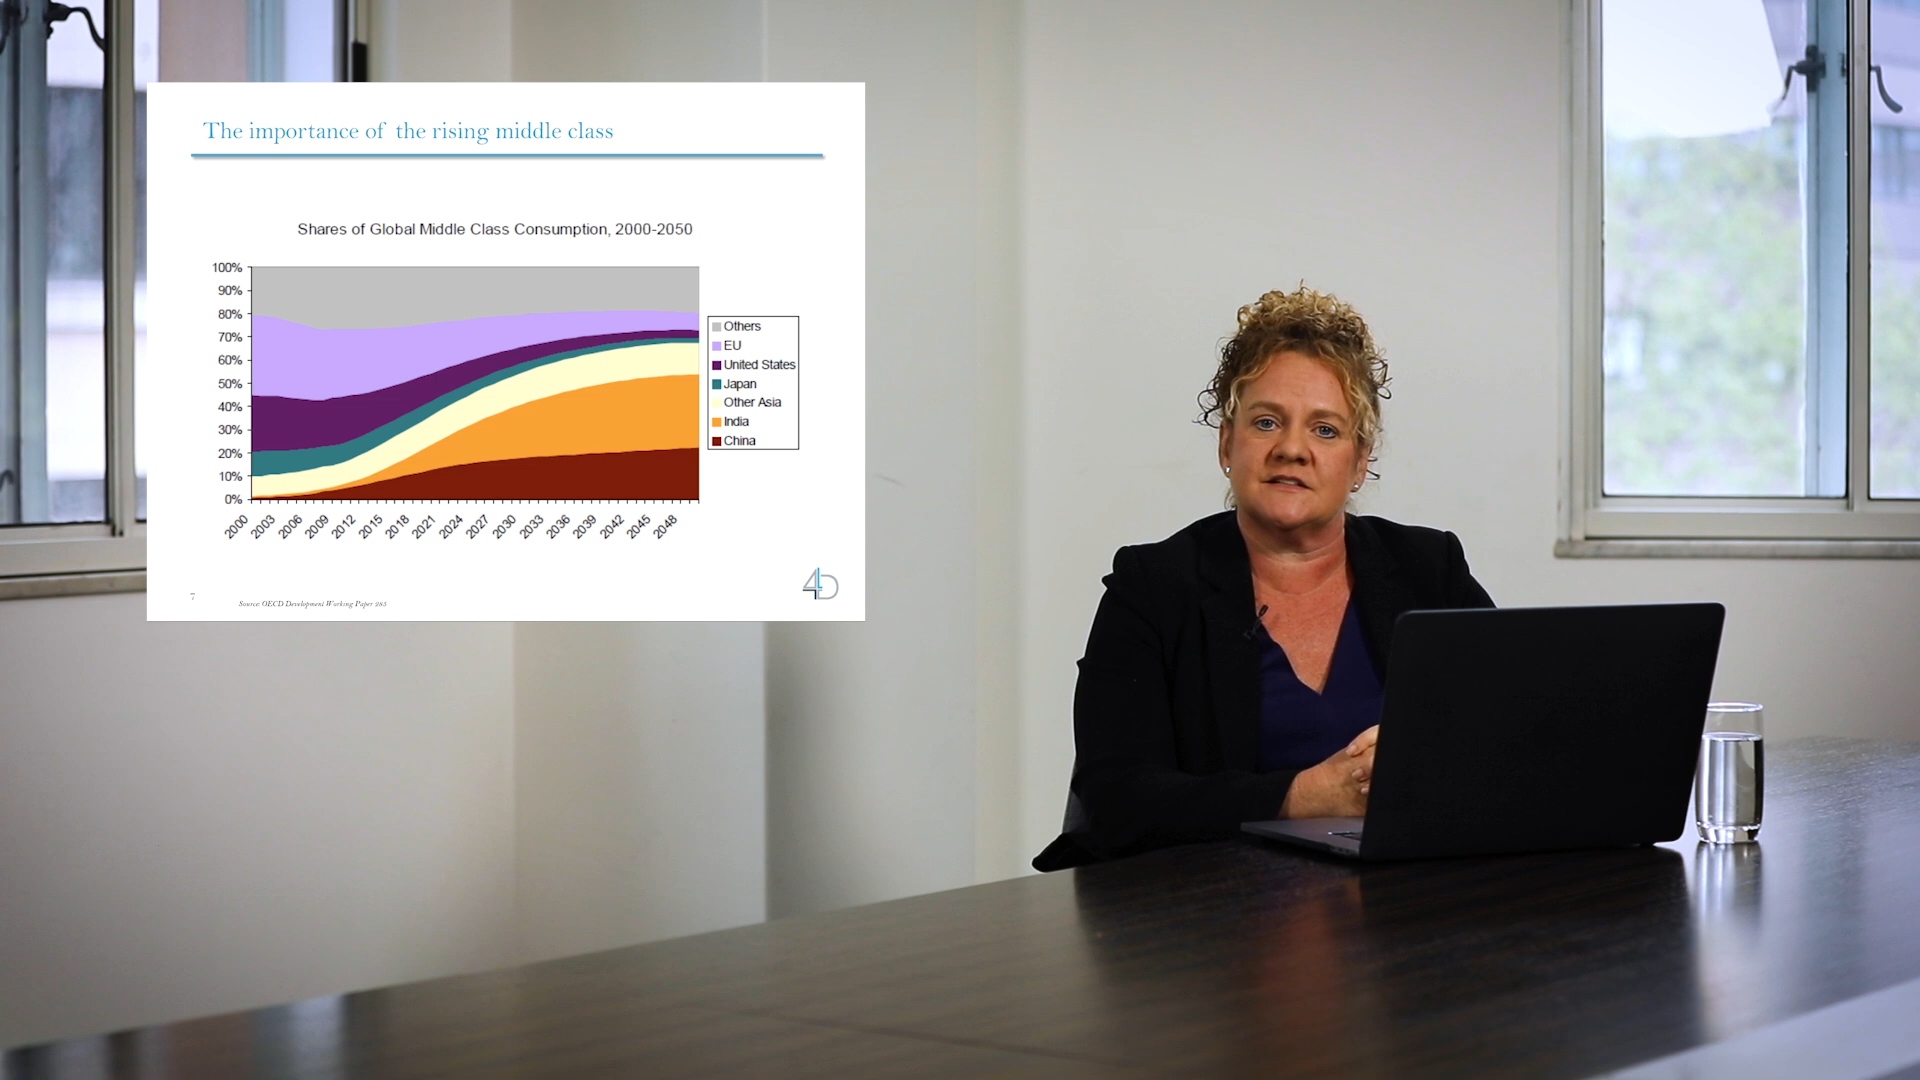 The importance of the rising middle class
Shares of Global Middle Class Consumption, 2000-2050
100%
90%
80%
70%
60%
50%
40%
30%
20%
10%
0%
2000
2003
2006
2009
2012
2015
2018
2021
2024
2027
2030
2033
2036
2039
2042
2045
2048
Others
EU
United States
Japan
Other Asia
India
China
4D
7
Source: OECD Development Working Paper 285